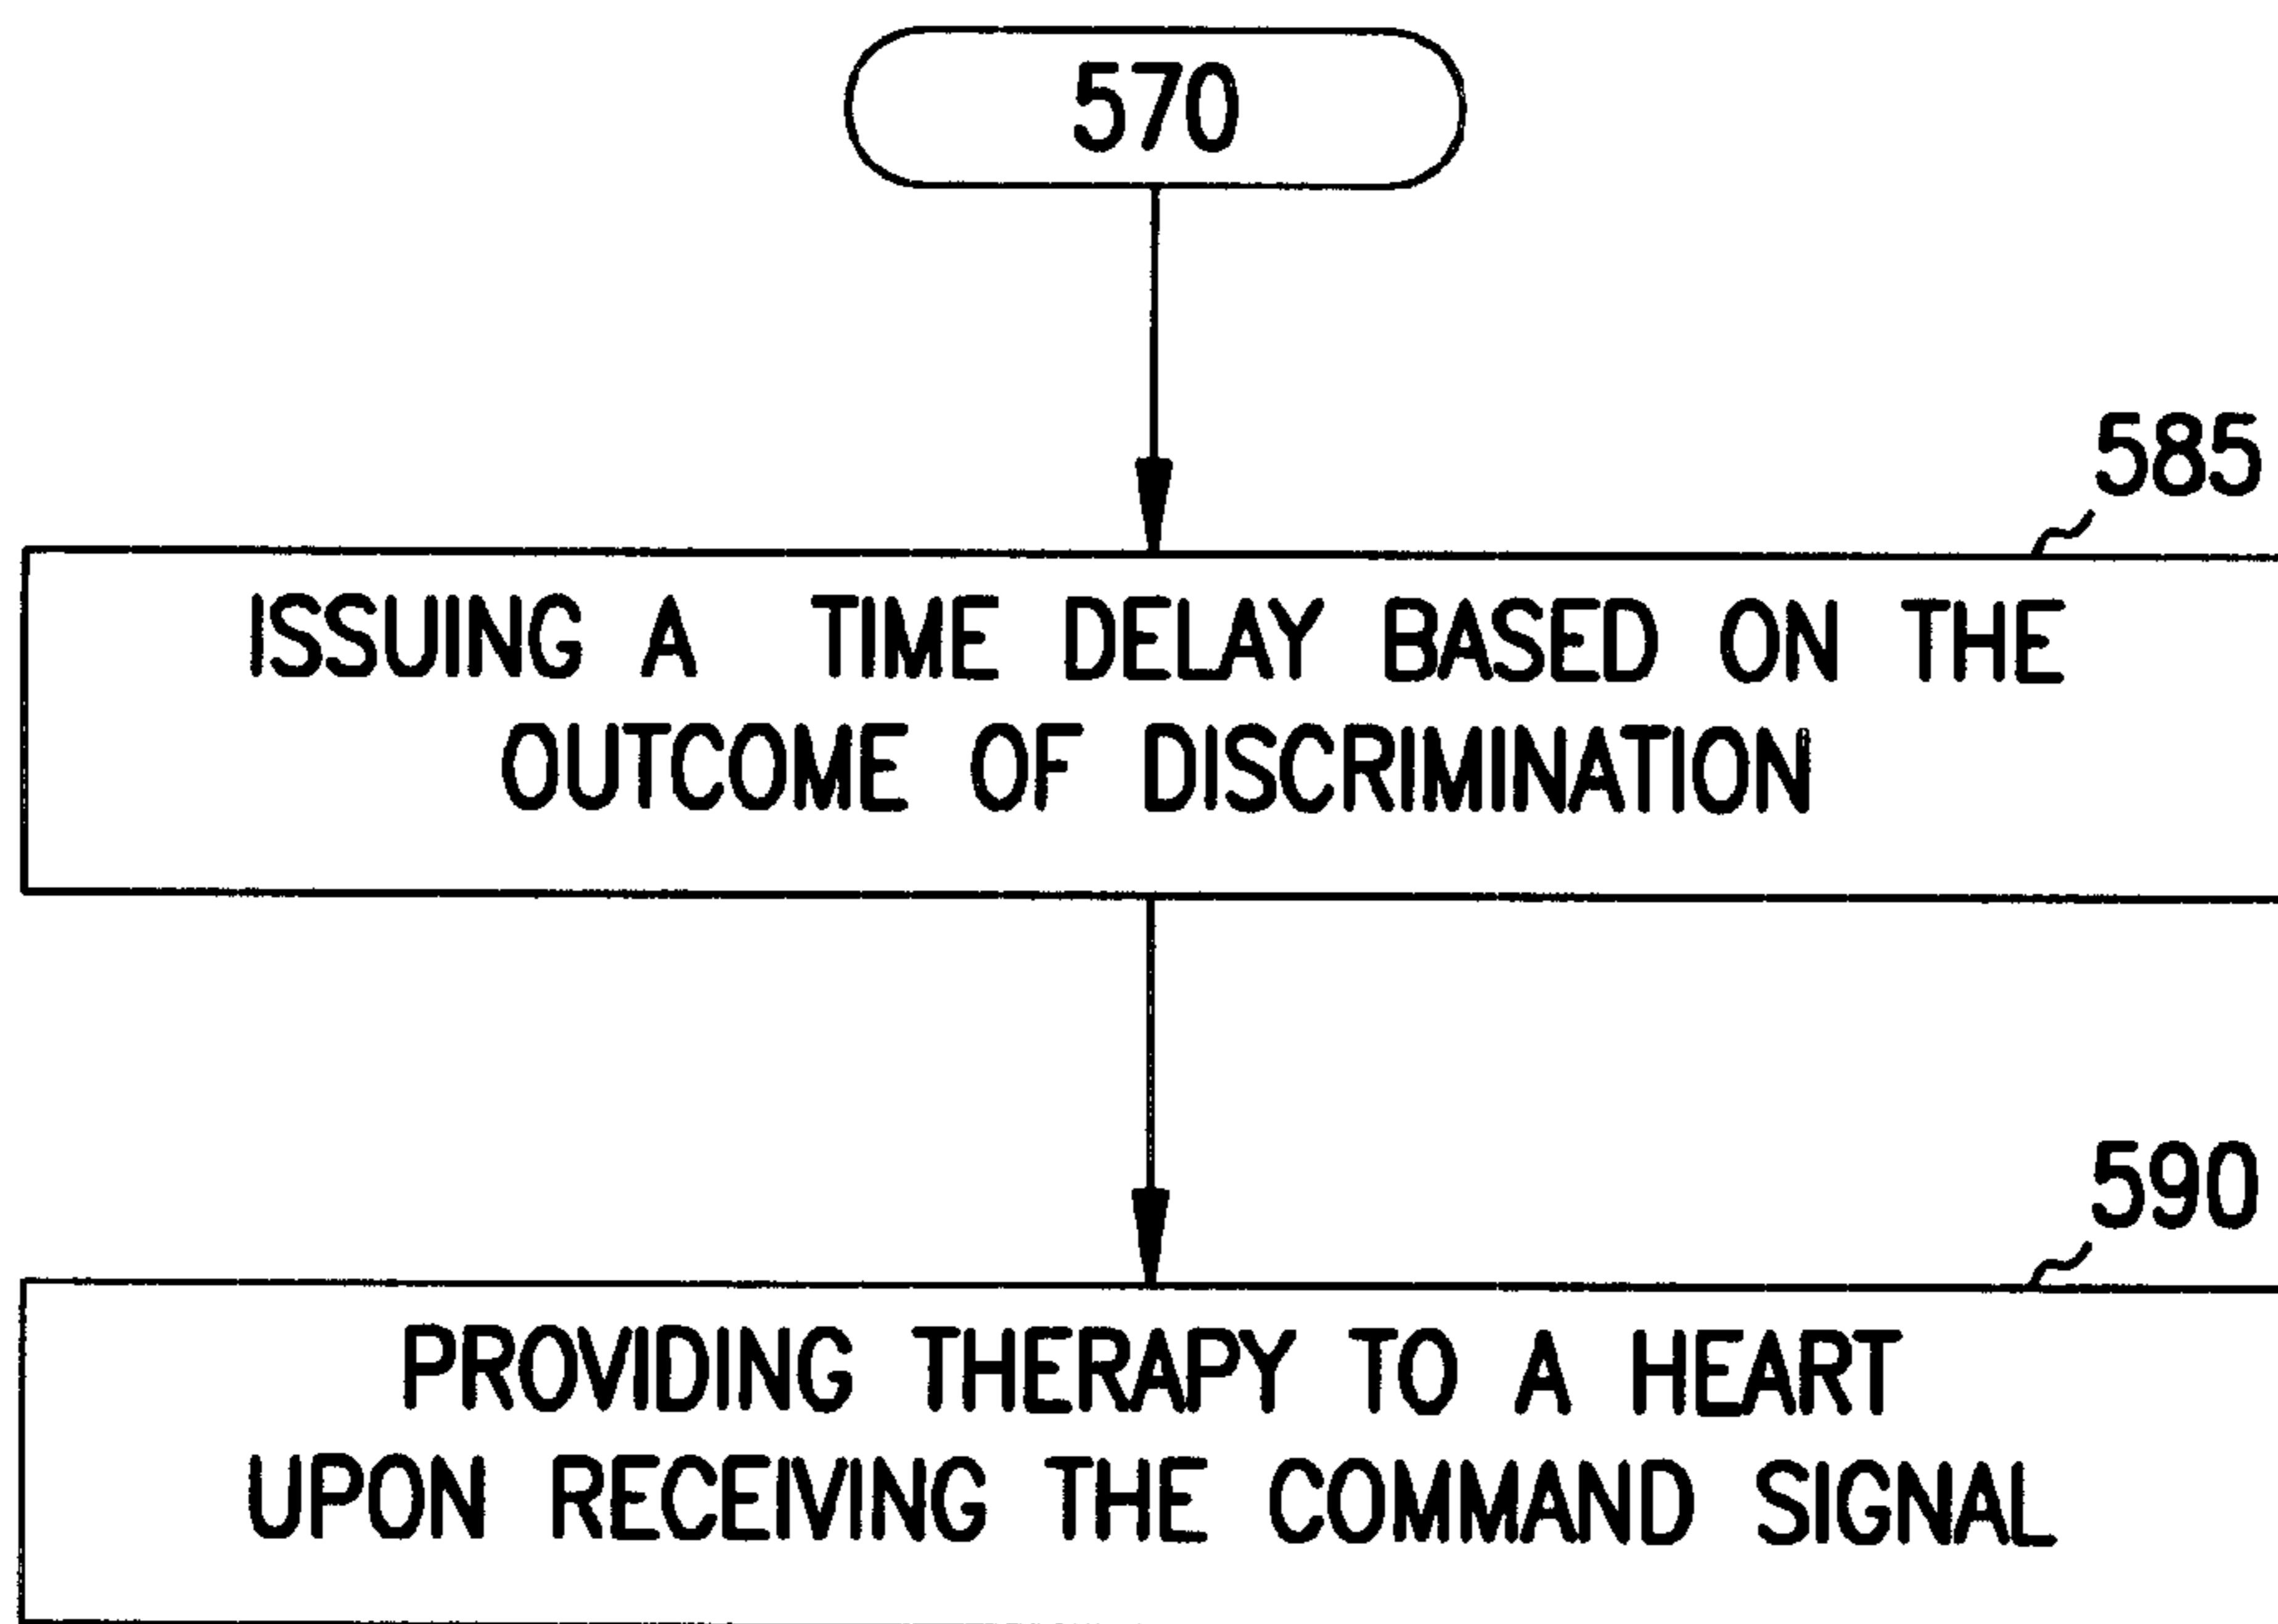 570
585
ISSUING A TIME DELAY BASED ON THE
OUTCOME OF DISCRIMINATION
590
PROVIDING THERAPY TO A HEART
UPON RECEIVING THE COMMAND SIGNAL